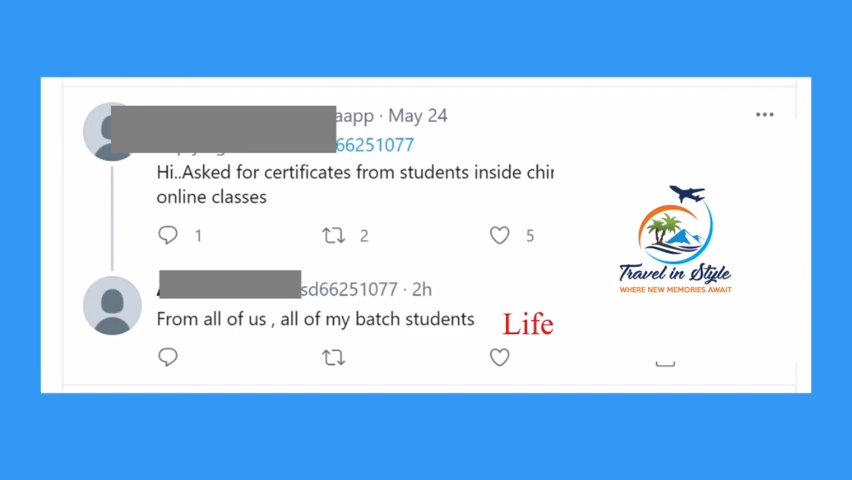 aapp · May 24
66251077
Hi..Asked for certificates from students inside
online classes
1 2 5
sd66251077 · 2h
From all of us , all of my batch students
Life
Travel in Style
WHERE NEW MEMORIES AWAIT